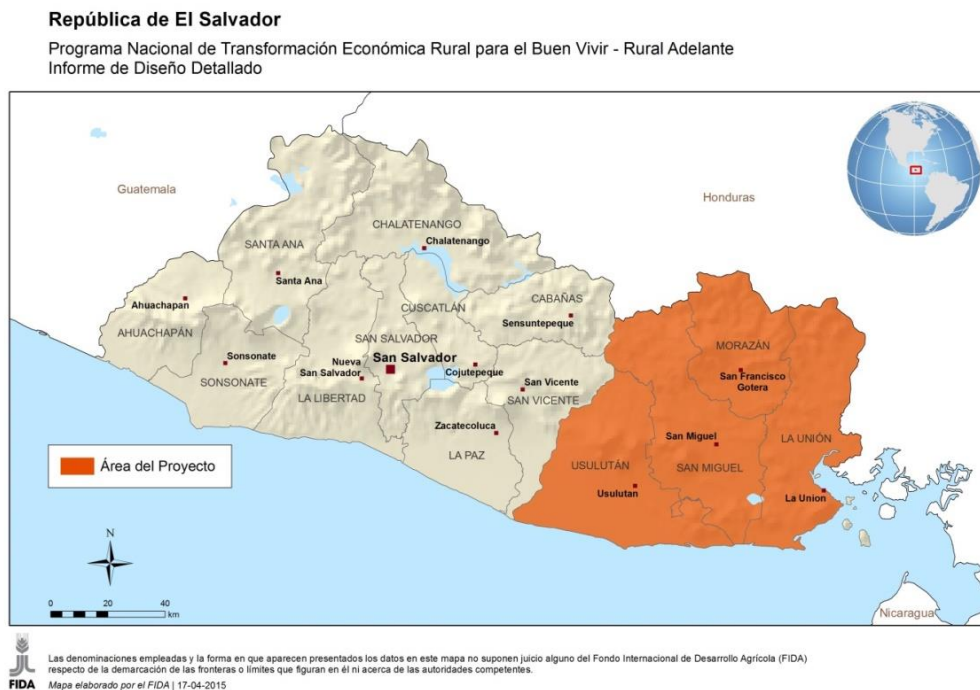 República de El Salvador
Programa Nacional de Transformación Económica Rural para el Buen Vivir - Rural Adelante
Informe de Diseño Detallado
Guatemala
Honduras
CHALATENANGO
Chalatenango
SANTA ANA
Santa Ana
Ahuachapan
AHUACHAPÁN
CUSCATLÁN
CABAÑAS
Sensuntepeque
SAN SALVADOR
San Salvador
Sonsonate
SONSONATE
Nueva
San Salvador
LA LIBERTAD
Cojutepeque
San Vicente
SAN VICENTE
MORAZÁN
San Francisco
Gotera
Zacatecoluca
LA PAZ
San Miguel
SAN MIGUEL
LA UNIÓN
USULUTÁN
Usulutan
La Union
Área del Proyecto
N
0 20 40
km
Nicaragua
Las denominaciones empleadas y la forma en que aparecen presentados los datos en este mapa no suponen juicio alguno del Fondo Internacional de Desarrollo Agrícola (FIDA)
respecto de la demarcación de las fronteras o límites que figuran en él ni acerca de las autoridades competentes.
FIDA
Mapa elaborado por el FIDA | 17-04-2015